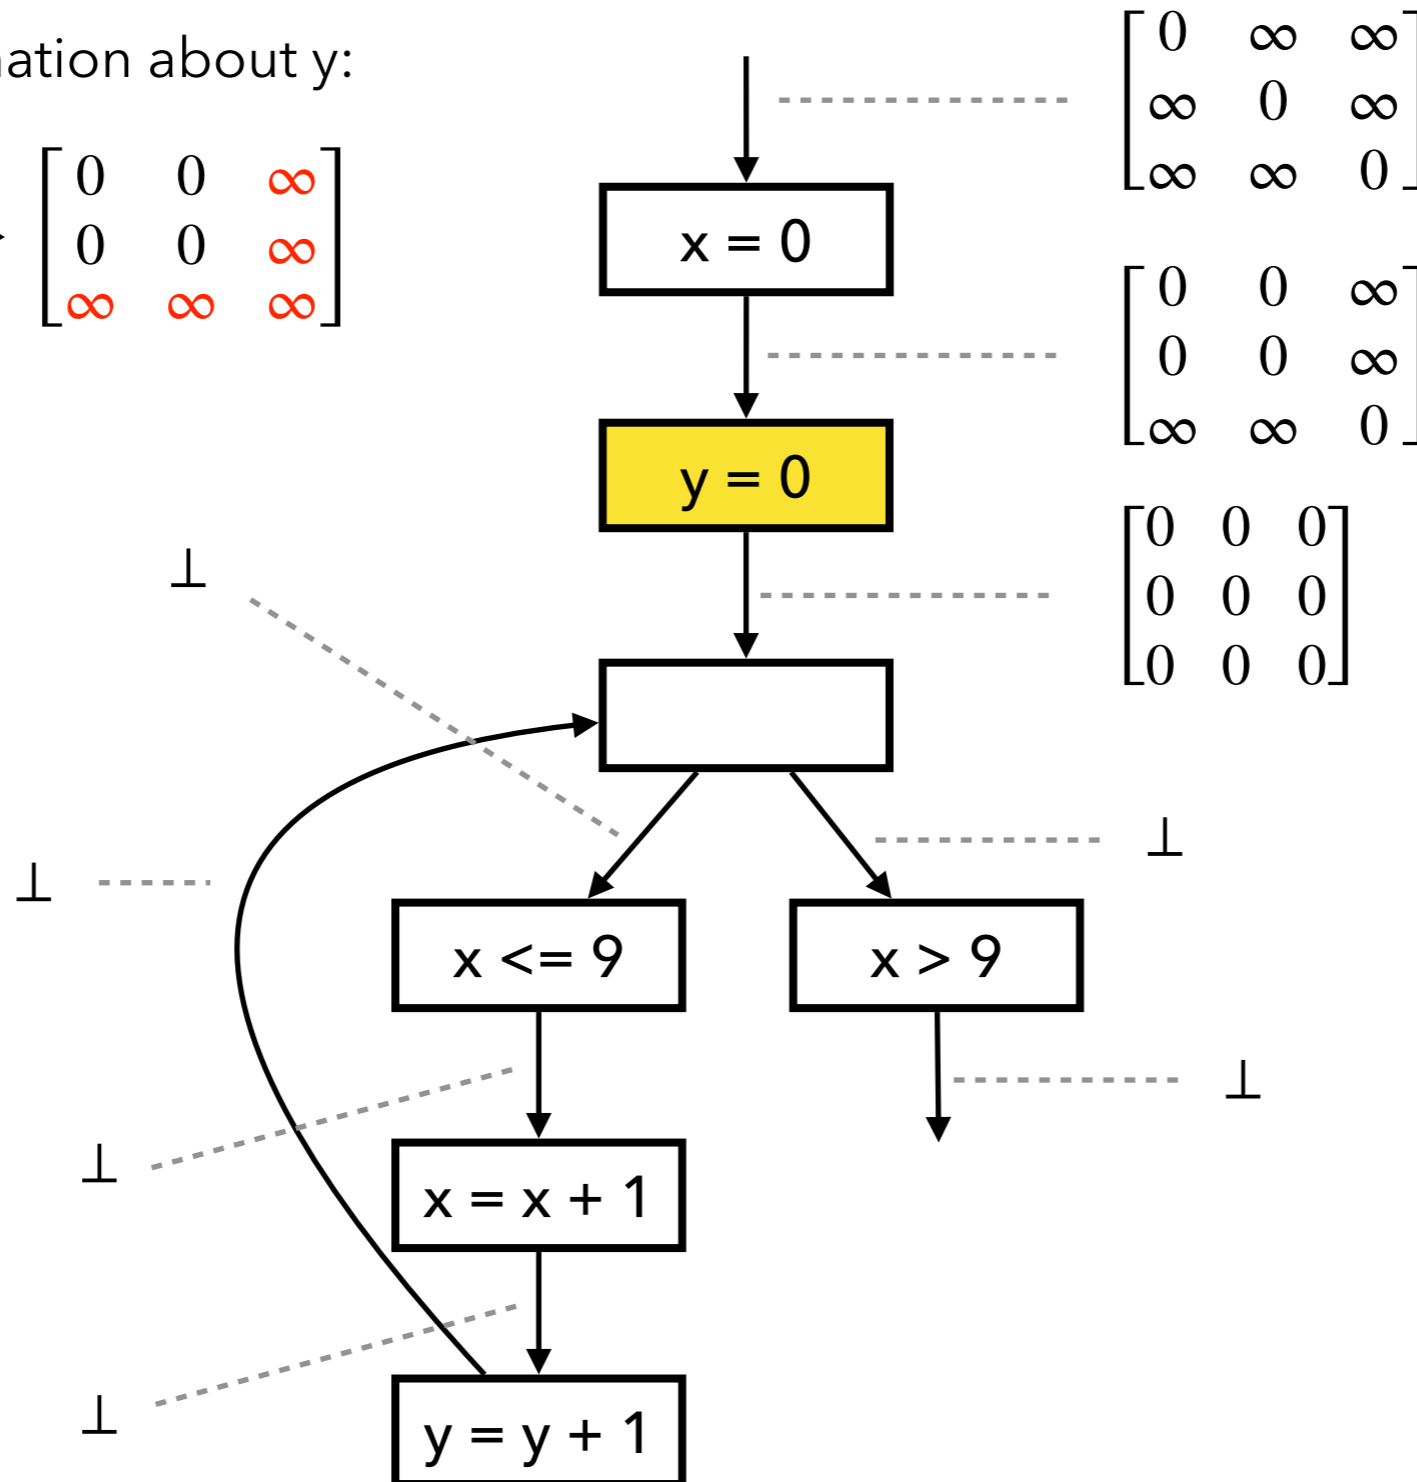 about y:
[0 ∞ ∞
∞ 0 ∞
∞ ∞ 0]
[0 0 ∞
0 0 ∞
∞ ∞ ∞]
x = 0
[0 0 ∞
0 0 ∞
∞ ∞ 0]
y = 0
[0 0 0
0 0 0
0 0 0]
⊥
⊥
⊥
x <= 9
x > 9
⊥
⊥
x = x + 1
⊥
y = y + 1